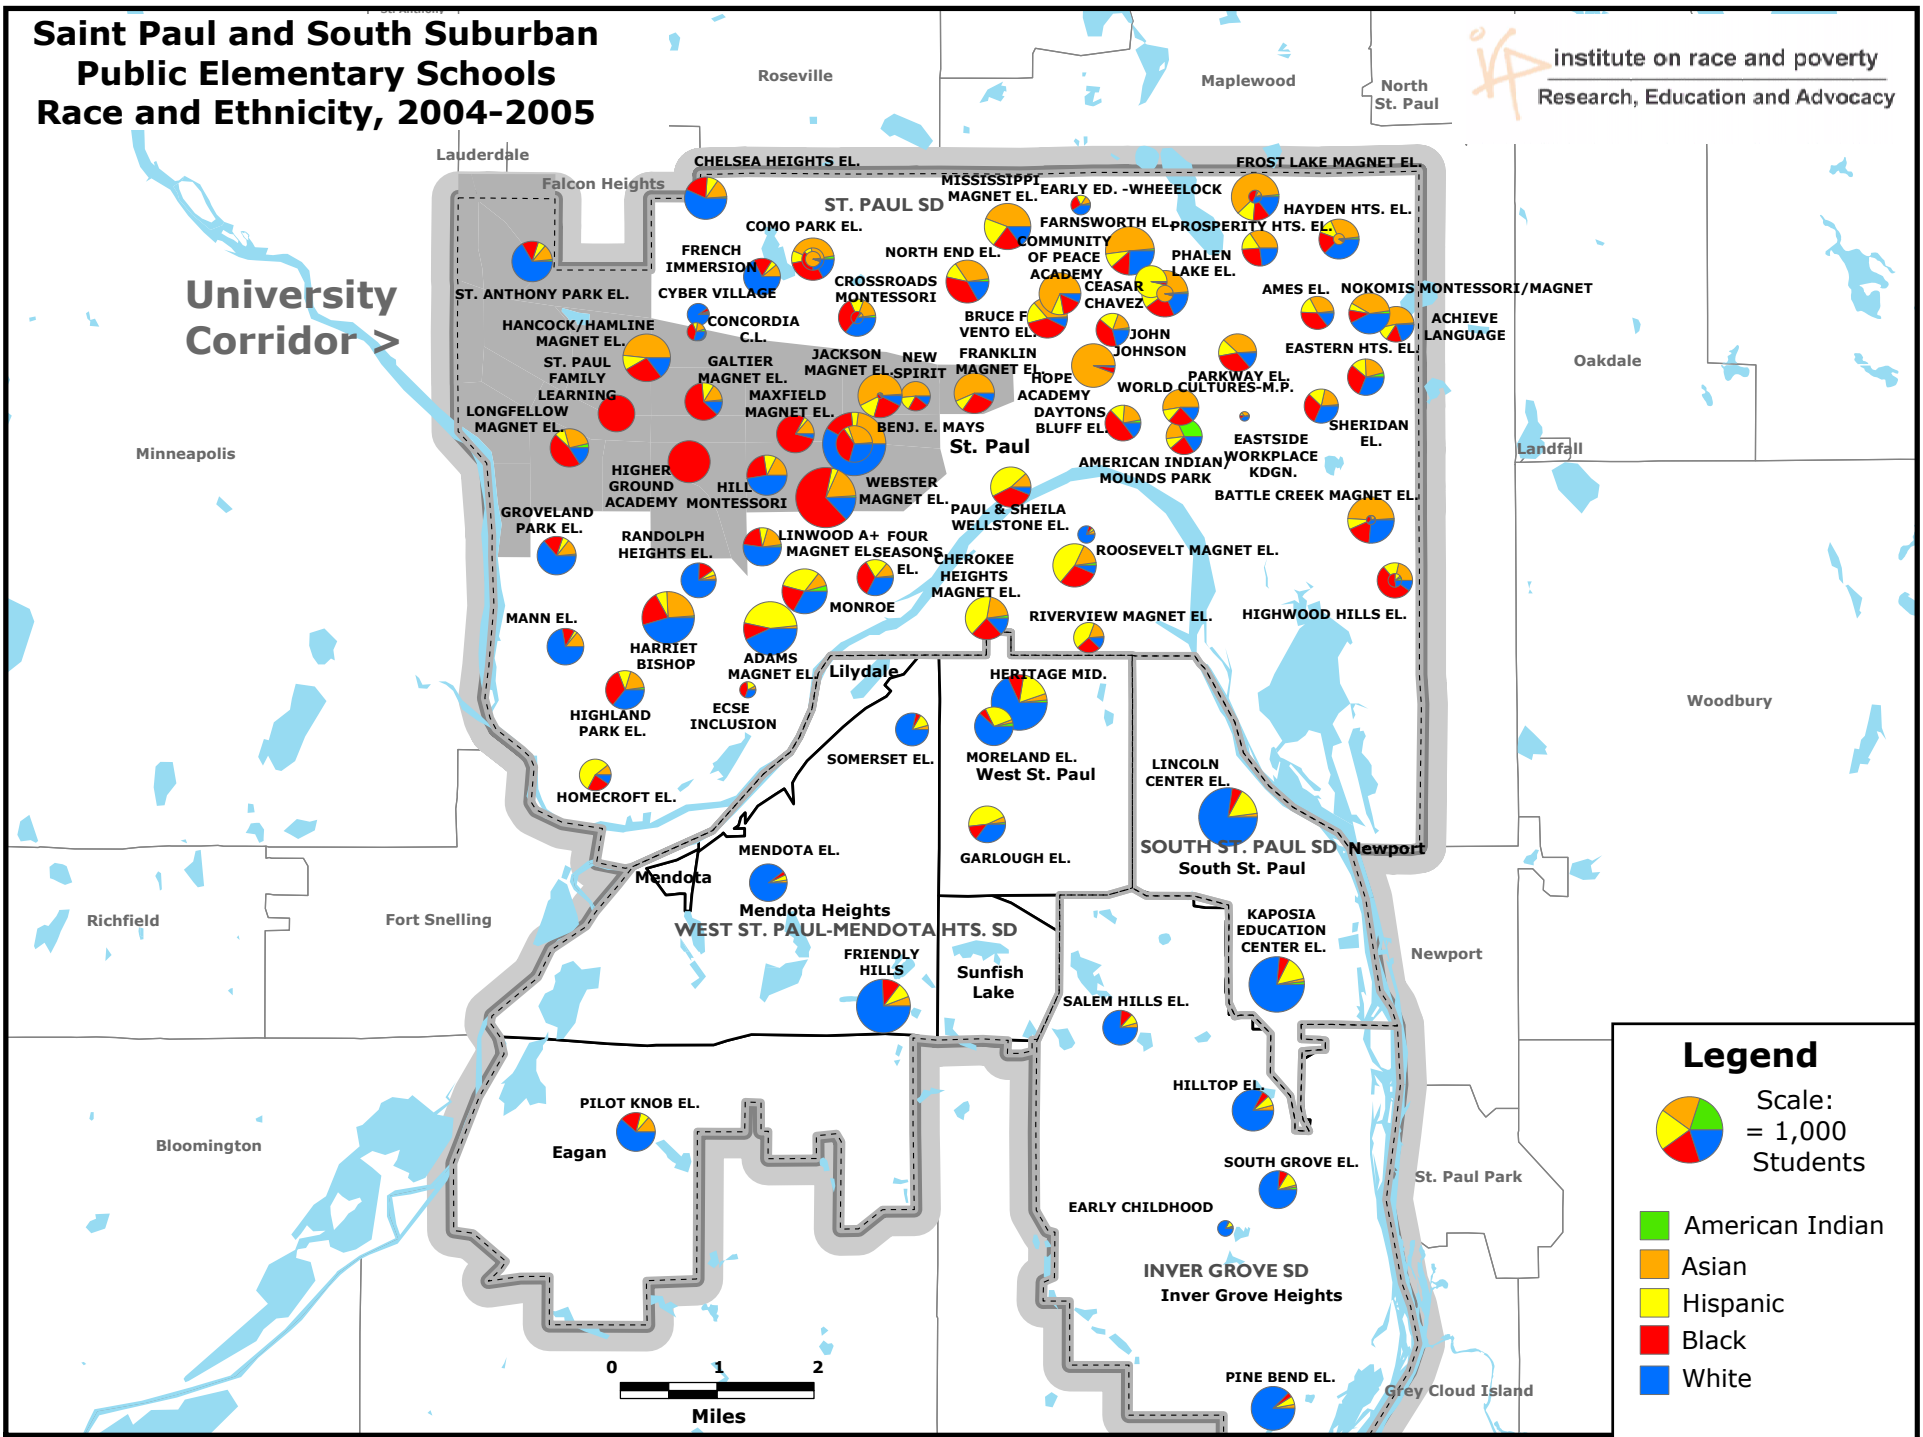 Saint Paul and South Suburban
Public Elementary Schools
Race and Ethnicity, 2004-2005
institute on race and poverty
Research, Education and Advocacy
Roseville
Maplewood
North
St. Paul
Lauderdale
Falcon Heights
CHELSEA HEIGHTS EL.
FROST LAKE MAGNET EL.
MISSISSIPPI
MAGNET EL.
EARLY ED. -WHEEELOCK
ST. PAUL SD
HAYDEN HTS. EL.
COMO PARK EL.
FARNSWORTH EL.
PROSPERITY HTS. EL.
FRENCH
IMMERSION
NORTH END EL.
COMMUNITY
OF PEACE
ACADEMY
PHALEN
LAKE EL.
University
Corridor >
ST. ANTHONY PARK EL.
CYBER VILLAGE
CROSSROADS
MONTESSORI
CEASAR
CHAVEZ
AMES EL.
NOKOMIS MONTESSORI/MAGNET
HANCOCK/HAMLINE
MAGNET EL.
CONCORDIA
C.L.
BRUCE F
VENTO EL.
JOHN
JOHNSON
ACHIEVE
LANGUAGE
ST. PAUL
FAMILY
LEARNING
GALTIER
MAGNET EL.
JACKSON
MAGNET EL.
NEW
SPIRIT
FRANKLIN
MAGNET EL.
EASTERN HTS. EL.
Oakdale
HOPE
ACADEMY
PARKWAY EL.
WORLD CULTURES-M.P.
LONGFELLOW
MAGNET EL.
MAXFIELD
MAGNET EL.
BENJ. E. MAYS
DAYTONS
BLUFF EL.
SHERIDAN
EL.
Minneapolis
St. Paul
EASTSIDE
WORKPLACE
KDGN.
Landfall
HIGHER
GROUND
ACADEMY
HILL
MONTESSORI
WEBSTER
MAGNET EL.
AMERICAN INDIAN/
MOUNDS PARK
BATTLE CREEK MAGNET EL.
GROVELAND
PARK EL.
PAUL & SHEILA
WELLSTONE EL.
RANDOLPH
HEIGHTS EL.
LINWOOD A+
MAGNET EL.
FOUR
SEASONS
EL.
ROOSEVELT MAGNET EL.
CHEROKEE
HEIGHTS
MAGNET EL.
MANN EL.
MONROE
RIVERVIEW MAGNET EL.
HIGHWOOD HILLS EL.
HARRIET
BISHOP
ADAMS
MAGNET EL.
Lilydale
HERITAGE MID.
HIGHLAND
PARK EL.
ECSE
INCLUSION
Woodbury
SOMERSET EL.
MORELAND EL.
West St. Paul
LINCOLN
CENTER EL.
HOMECROFT EL.
MENDOTA EL.
GARLOUGH EL.
SOUTH ST. PAUL SD
South St. Paul
Newport
Mendota
Mendota Heights
WEST ST. PAUL-MENDOTA HTS. SD
KAPOSIA
EDUCATION
CENTER EL.
Richfield
Fort Snelling
FRIENDLY
HILLS
Sunfish
Lake
Newport
SALEM HILLS EL.
Legend
Scale:
= 1,000
Students
PILOT KNOB EL.
Eagan
HILLTOP EL.
Bloomington
SOUTH GROVE EL.
St. Paul Park
EARLY CHILDHOOD
American Indian
Asian
Hispanic
Black
White
INVER GROVE SD
Inver Grove Heights
0 1 2
Miles
PINE BEND EL.
Grey Cloud Island